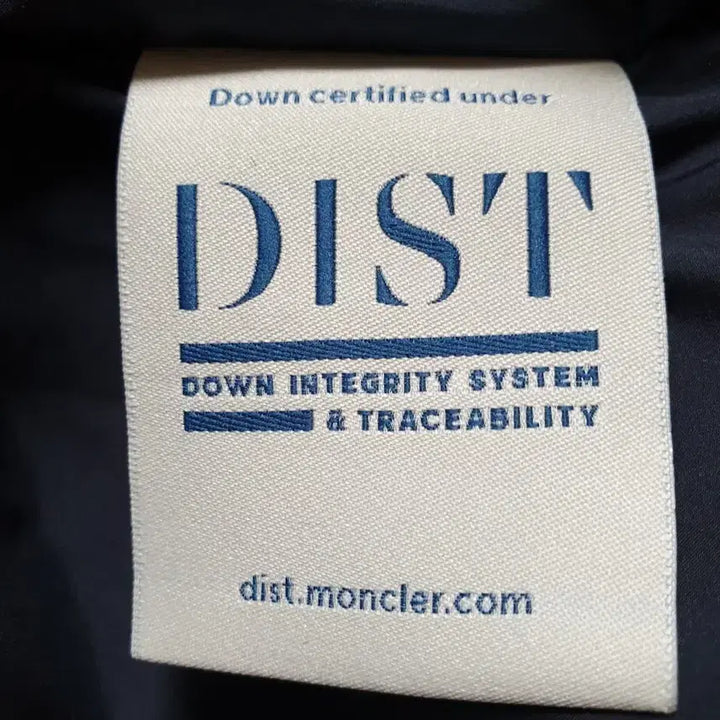 Down certified under
DIST
DOWN INTEGRITY SYSTEM
& TRACEABILITY
dist.moncler.com